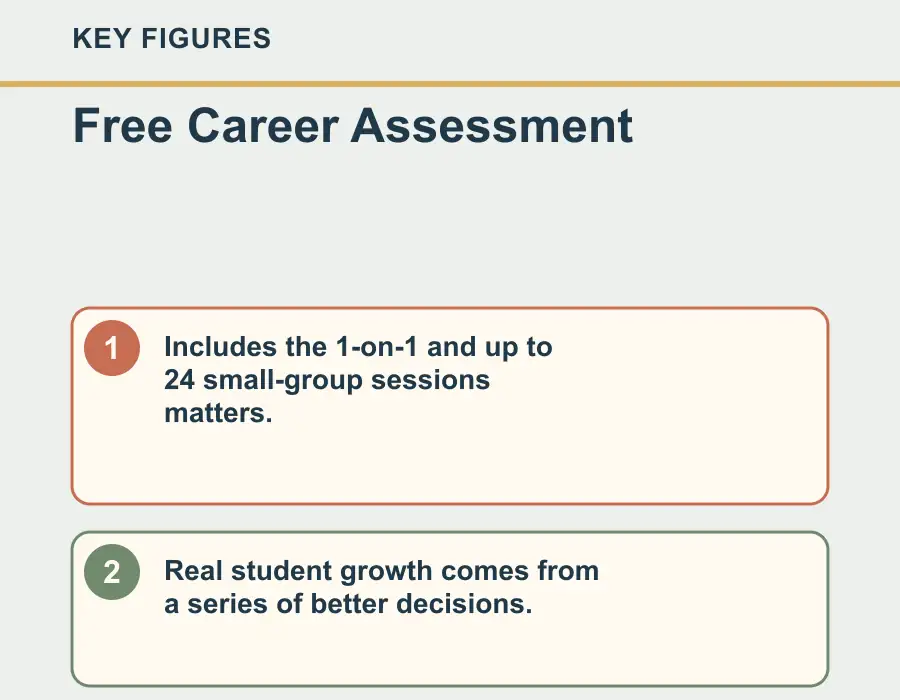 KEY FIGURES
Free Career Assessment
1
Includes the 1-on-1 and up to
24 small-group sessions
matters.
2
Real student growth comes from
a series of better decisions.